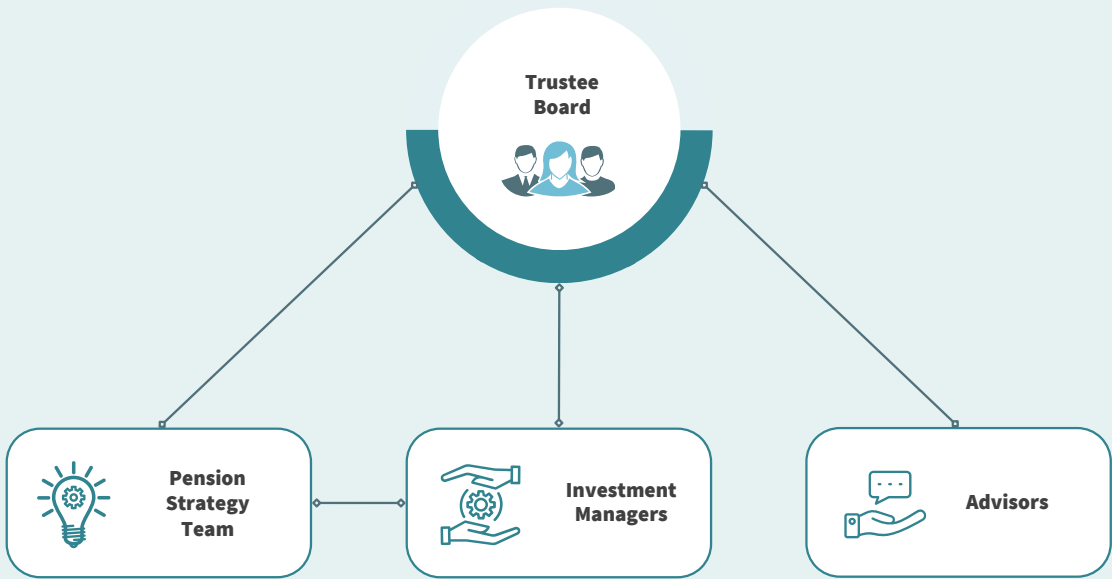 Trustee
Board
Pension
Strategy
Team
Investment
Managers
Advisors